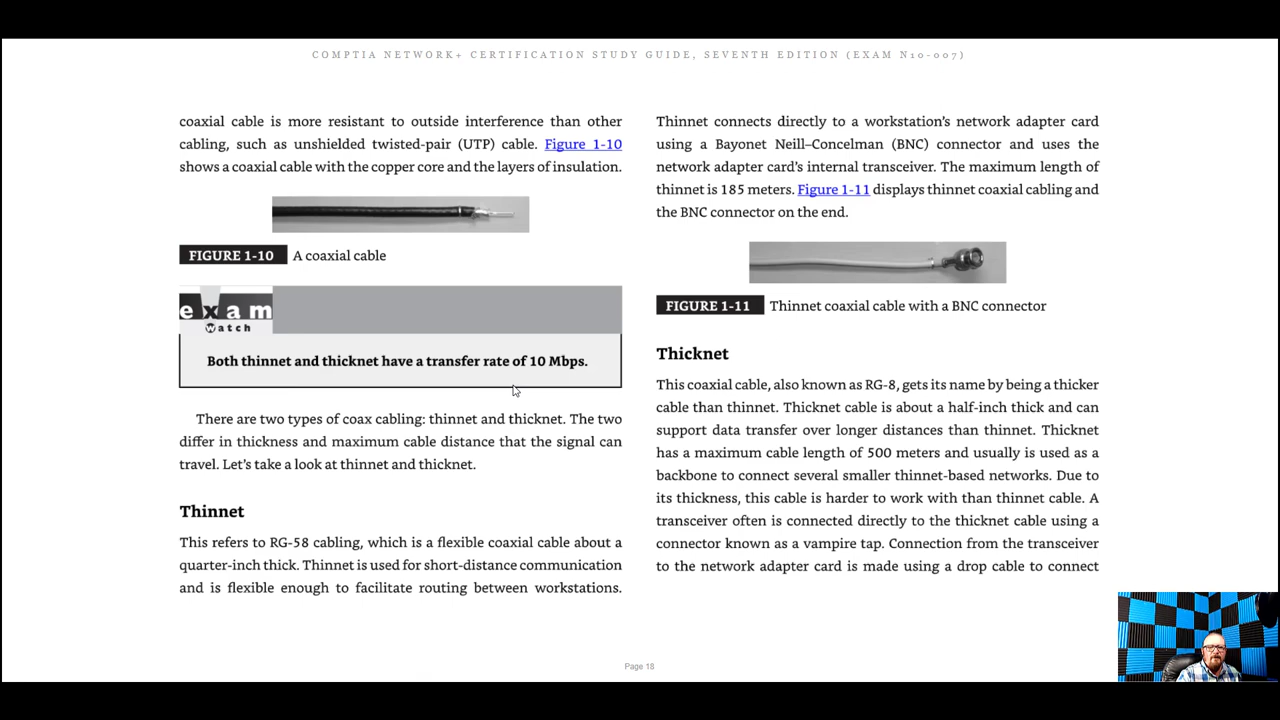 COMPTIA NETWORK+ CERTIFICATION STUDY GUIDE, SEVENTH EDITION (EXAM N10-007)
coaxial cable is more resistant to outside interference than other
cabling, such as unshielded twisted-pair (UTP) cable. Figure 1-10
shows a coaxial cable with the copper core and the layers of insulation.
FIGURE 1-10 A coaxial cable
exam
watch
Both thinnet and thicknet have a transfer rate of 10 Mbps.
There are two types of coax cabling: thinnet and thicknet. The two
differ in thickness and maximum cable distance that the signal can
travel. Let's take a look at thinnet and thicknet.
Thinnet
This refers to RG-58 cabling, which is a flexible coaxial cable about a
quarter-inch thick. Thinnet is used for short-distance communication
and is flexible enough to facilitate routing between workstations.
Thinnet connects directly to a workstation's network adapter card
using a Bayonet Neill–Concelman (BNC) connector and uses the
network adapter card's internal transceiver. The maximum length of
thinnet is 185 meters. Figure 1-11 displays thinnet coaxial cabling and
the BNC connector on the end.
FIGURE 1-11 Thinnet coaxial cable with a BNC connector
Thicknet
This coaxial cable, also known as RG-8, gets its name by being a thicker
cable than thinnet. Thicknet cable is about a half-inch thick and can
support data transfer over longer distances than thinnet. Thicknet
has a maximum cable length of 500 meters and usually is used as a
backbone to connect several smaller thinnet-based networks. Due to
its thickness, this cable is harder to work with than thinnet cable. A
transceiver often is connected directly to the thicknet cable using a
connector known as a vampire tap. Connection from the transceiver
to the network adapter card is made using a drop cable to connect
Page 18